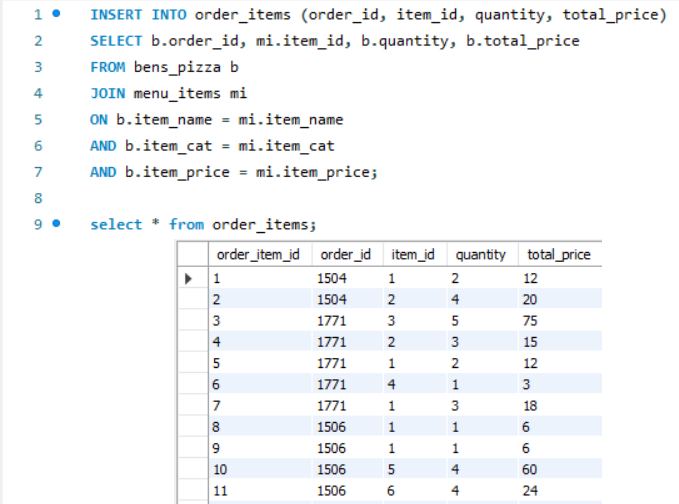 1 INSERT INTO order_items (order_id, item_id, quantity, total_price)
2 SELECT b.order_id, mi.item_id, b.quantity, b.total_price
3 FROM bens_pizza b
4 JOIN menu_items mi
5 ON b.item_name = mi.item_name
6 AND b.item_cat = mi.item_cat
7 AND b.item_price = mi.item_price;
8
9 select * from order_items;
order_item_id order_id item_id quantity total_price
1 1504 1 2 12
2 1504 2 4 20
3 1771 3 5 75
4 1771 2 3 15
5 1771 1 2 12
6 1771 4 1 3
7 1771 1 3 18
8 1506 1 1 6
9 1506 1 1 6
10 1506 5 4 60
11 1506 6 4 24